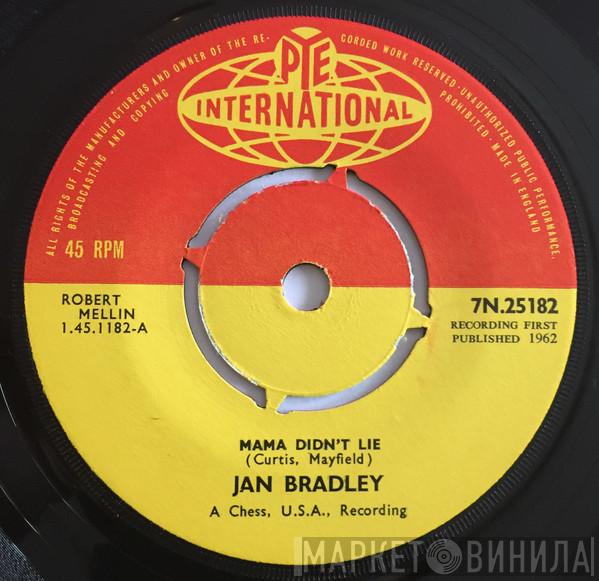 ALL RIGHTS OF THE MANUFACTURERS AND OWNER OF THE RE-CORDED WORK RESERVED·UNAUTHORIZED PUBLIC PERFORMANCE,
BROADCASTING AND COPYING PROHIBITED·MADE IN ENGLAND
PYE
INTERNATIONAL
45 RPM
ROBERT
MELLIN
1.45.1182-A
7N.25182
RECORDING FIRST
PUBLISHED 1962
MAMA DIDN'T LIE
(Curtis, Mayfield)
JAN BRADLEY
A Chess, U.S.A., Recording
МАРКЕТ ВИНИЛА